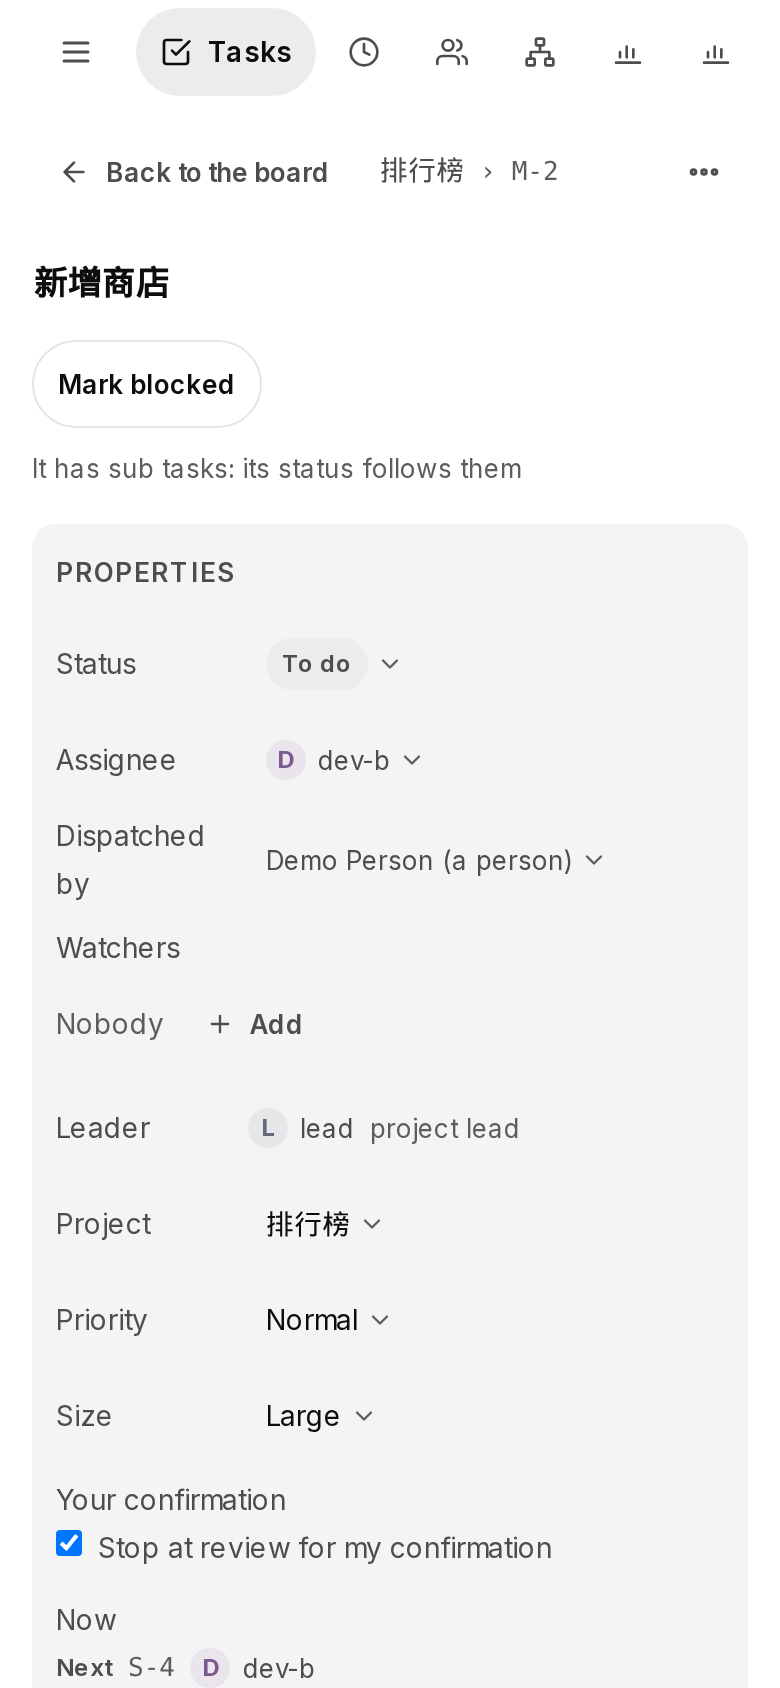 Tasks
Back to the board 排行榜 › M-2
新增商店
Mark blocked
It has sub tasks: its status follows them
PROPERTIES
Status To do
Assignee D dev-b
Dispatched by Demo Person (a person)
Watchers
Nobody + Add
Leader L lead project lead
Project 排行榜
Priority Normal
Size Large
Your confirmation
Stop at review for my confirmation
Now
Next S-4 D dev-b